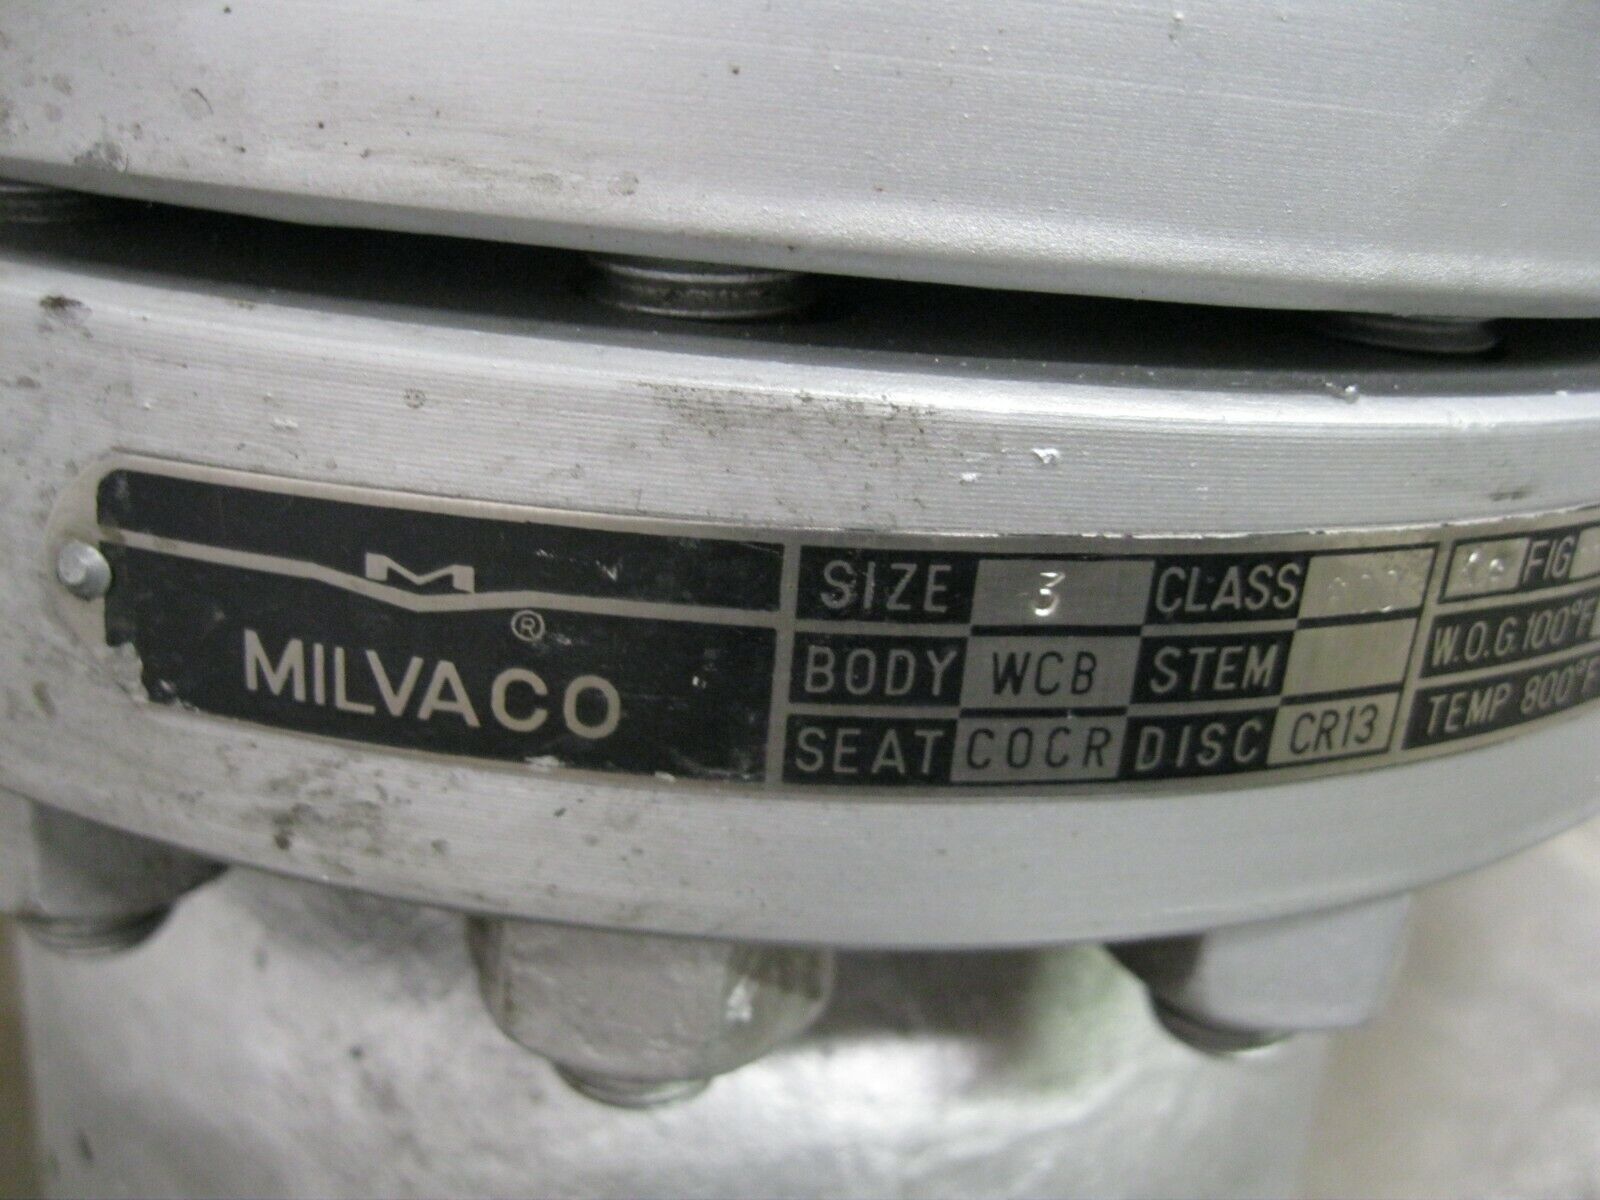 M
®
MILVACO
SIZE 3 CLASS
BODY WCB STEM
SEAT COCR DISC CR13
FIG
W.O.G. 100°F
TEMP 800°F